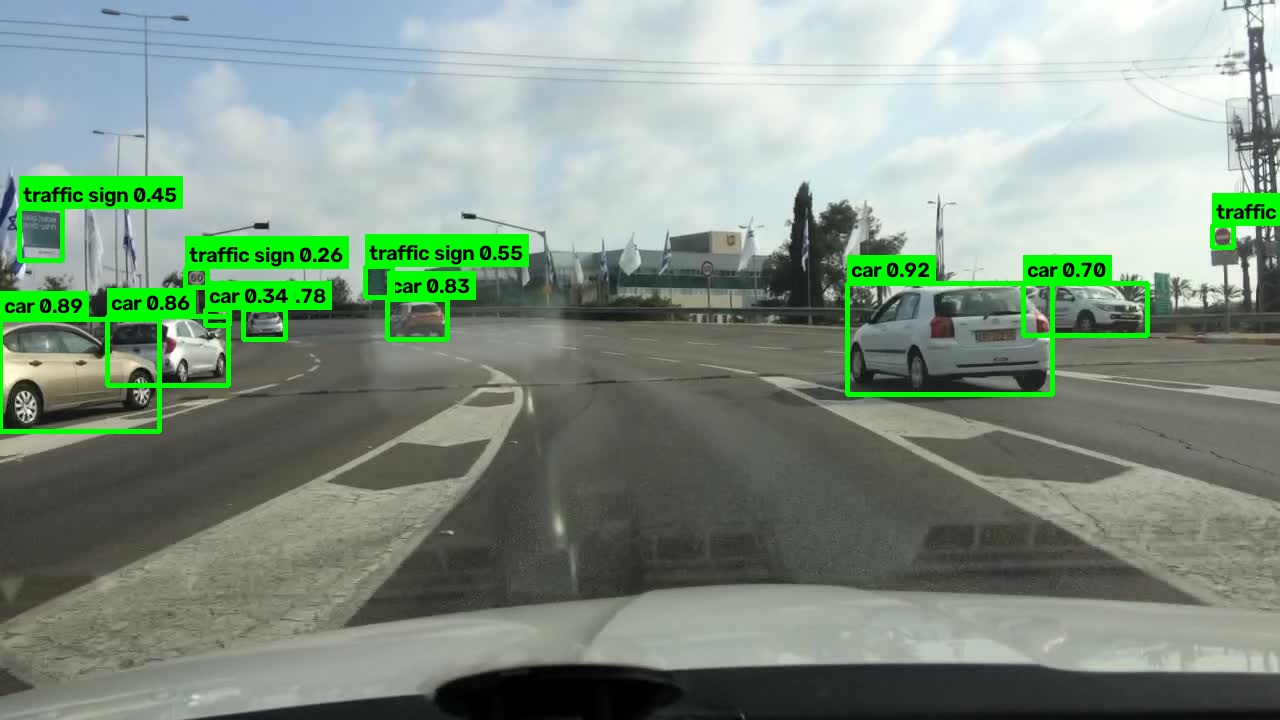 traffic sign 0.45
traffic
traffic sign 0.26
traffic sign 0.55
car 0.92
car 0.70
car 0.83
car 0.89
car 0.86
car 0.34 .78
60